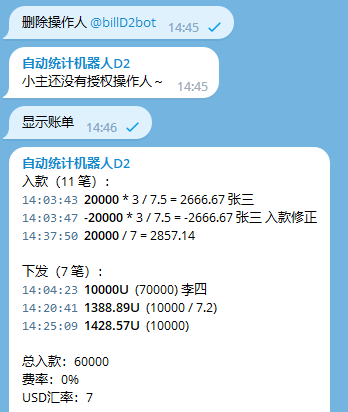 删除操作人 @billD2bot 14:45
自动统计机器人D2
小主还没有授权操作人~ 14:45
显示账单 14:46
自动统计机器人D2
入款（11 笔）：
14:03:43 20000 * 3 / 7.5 = 2666.67 张三
14:03:47 -20000 * 3 / 7.5 = -2666.67 张三 入款修正
14:37:50 20000 / 7 = 2857.14
下发（7 笔）：
14:04:23 10000U (70000) 李四
14:20:41 1388.89U (10000 / 7.2)
14:25:09 1428.57U (10000)
总入款：60000
费率：0%
USD汇率：7